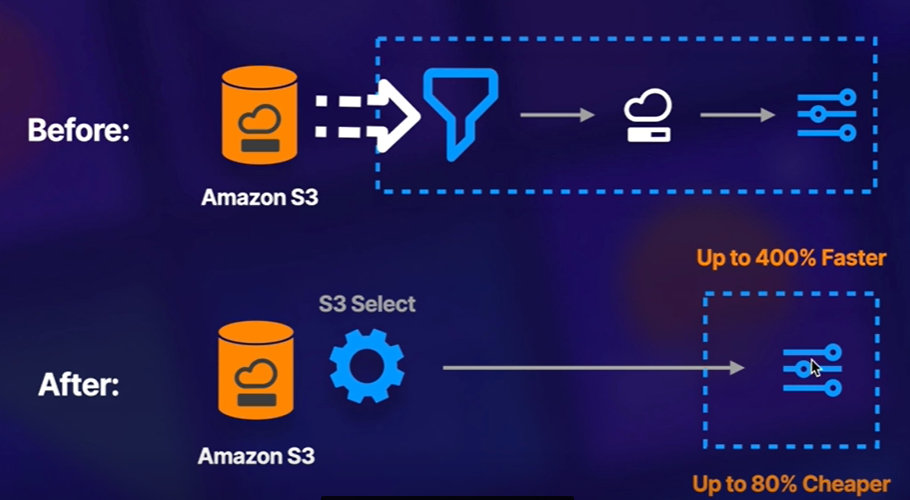 Before:
Amazon S3
Up to 400% Faster
S3 Select
After:
Amazon S3
Up to 80% Cheaper